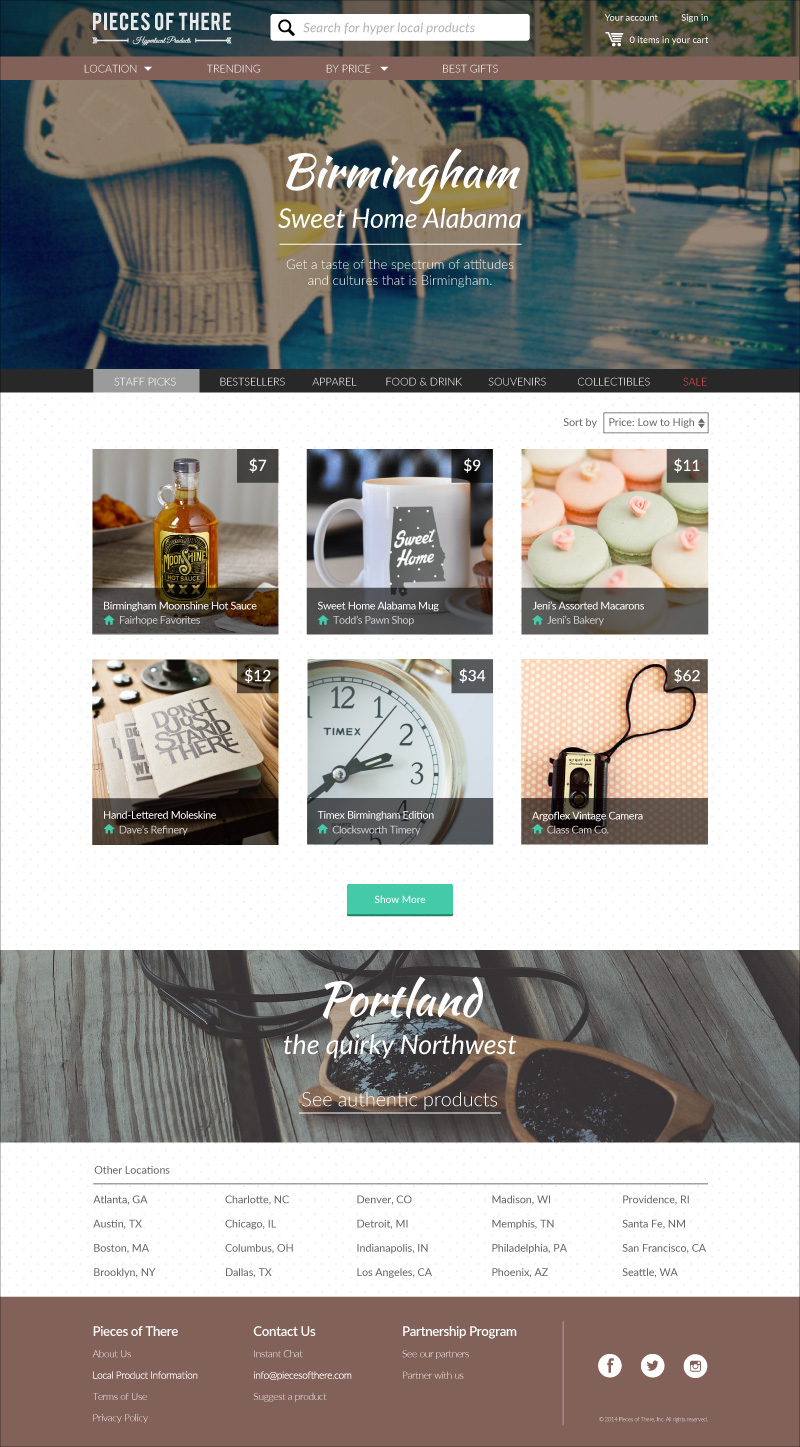 PIECES OF THERE
Hyperlocal Products
Search for hyper local products
Your account Sign in
0 items in your cart
LOCATION TRENDING BY PRICE BEST GIFTS
Birmingham
Sweet Home Alabama
Get a taste of the spectrum of attitudes
and cultures that is Birmingham.
STAFF PICKS BESTSELLERS APPAREL FOOD & DRINK SOUVENIRS COLLECTIBLES SALE
Sort by Price: Low to High
$7
MOONSHINE
HOT SAUCE
XXX
Birmingham Moonshine Hot Sauce
Fairhope Favorites
$9
Sweet
Home
Sweet Home Alabama Mug
Todd's Pawn Shop
$11
Jeni's Assorted Macarons
Jeni's Bakery
$12
DON'T
JUST
STAND
THERE
Hand-Lettered Moleskine
Dave's Refinery
$34
12
1
2
3
4
5
6
7
TIMEX
Timex Birmingham Edition
Clocksworth Timery
$62
argoflex
Argoflex Vintage Camera
Class Cam Co.
Show More
Portland
the quirky Northwest
See authentic products
Other Locations
Atlanta, GA Charlotte, NC Denver, CO Madison, WI Providence, RI
Austin, TX Chicago, IL Detroit, MI Memphis, TN Santa Fe, NM
Boston, MA Columbus, OH Indianapolis, IN Philadelphia, PA San Francisco, CA
Brooklyn, NY Dallas, TX Los Angeles, CA Phoenix, AZ Seattle, WA
Pieces of There
About Us
Local Product Information
Terms of Use
Privacy Policy
Contact Us
Instant Chat
info@piecesofthere.com
Suggest a product
Partnership Program
See our partners
Partner with us
© 2014 Pieces of There, Inc. All rights reserved.